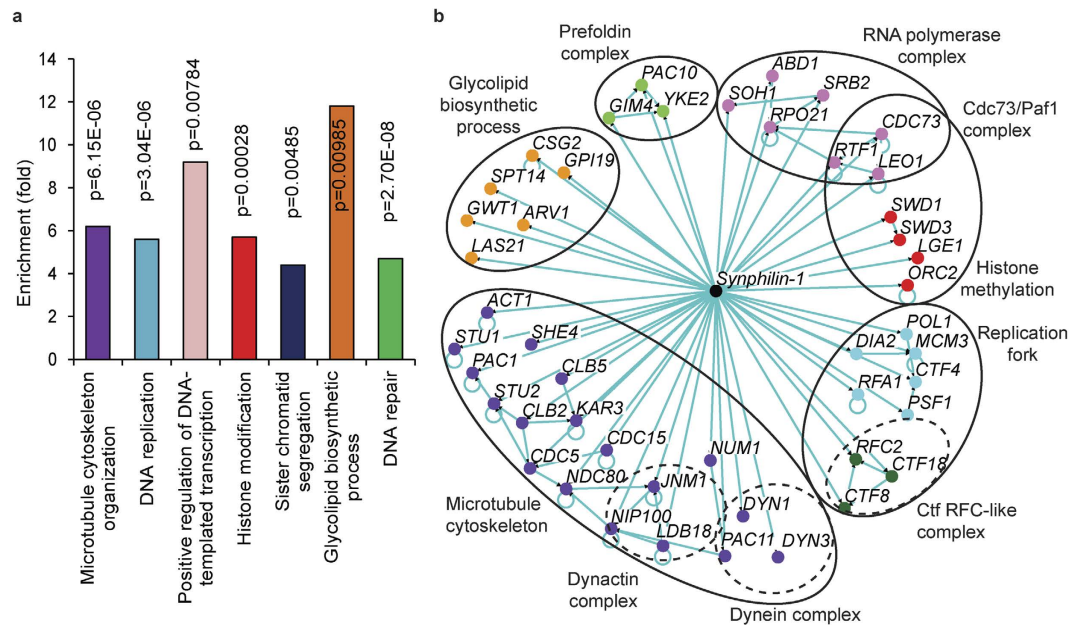 a
Enrichment (fold)
14
12
10
8
6
4
2
0
p=6.15E-06
p=3.04E-06
p=0.00784
p=0.00028
p=0.00485
p=0.00985
p=2.70E-08
Microtubule cytoskeleton
organization
DNA replication
Positive regulation of DNA-
templated transcription
Histone modification
Sister chromatid
segregation
Glycolipid biosynthetic
process
DNA repair
b
Prefoldin
complex
PAC10
GIM4
YKE2
RNA polymerase
complex
ABD1
SOH1
SRB2
RPO21
Cdc73/Paf1
complex
CDC73
RTF1
LEO1
Glycolipid
biosynthetic
process
CSG2
GPI19
SPT14
GWT1
ARV1
LAS21
SWD1
SWD3
LGE1
ORC2
Histone
methylation
Synphilin-1
ACT1
STU1
SHE4
PAC1
CLB5
STU2
CLB2
KAR3
CDC15
CDC5
NDC80
NUM1
JNM1
NIP100
LDB18
DYN1
PAC11
DYN3
Microtubule
cytoskeleton
Dynactin
complex
Dynein complex
Replication
fork
POL1
DIA2
MCM3
CTF4
RFA1
PSF1
RFC2
CTF18
CTF8
Ctf RFC-like
complex